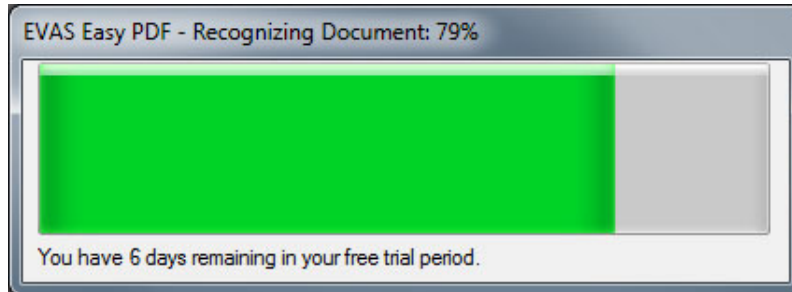 EVAS Easy PDF - Recognizing Document: 79%
You have 6 days remaining in your free trial period.